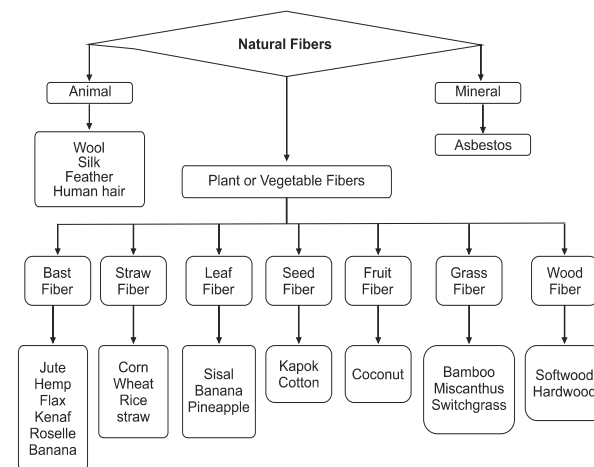 Natural Fibers
Animal
Mineral
Wool
Silk
Feather
Human hair
Asbestos
Plant or Vegetable Fibers
Bast
Fiber
Straw
Fiber
Leaf
Fiber
Seed
Fiber
Fruit
Fiber
Grass
Fiber
Wood
Fiber
Jute
Hemp
Flax
Kenaf
Roselle
Banana
Corn
Wheat
Rice
straw
Sisal
Banana
Pineapple
Kapok
Cotton
Coconut
Bamboo
Miscanthus
Switchgrass
Softwood
Hardwood